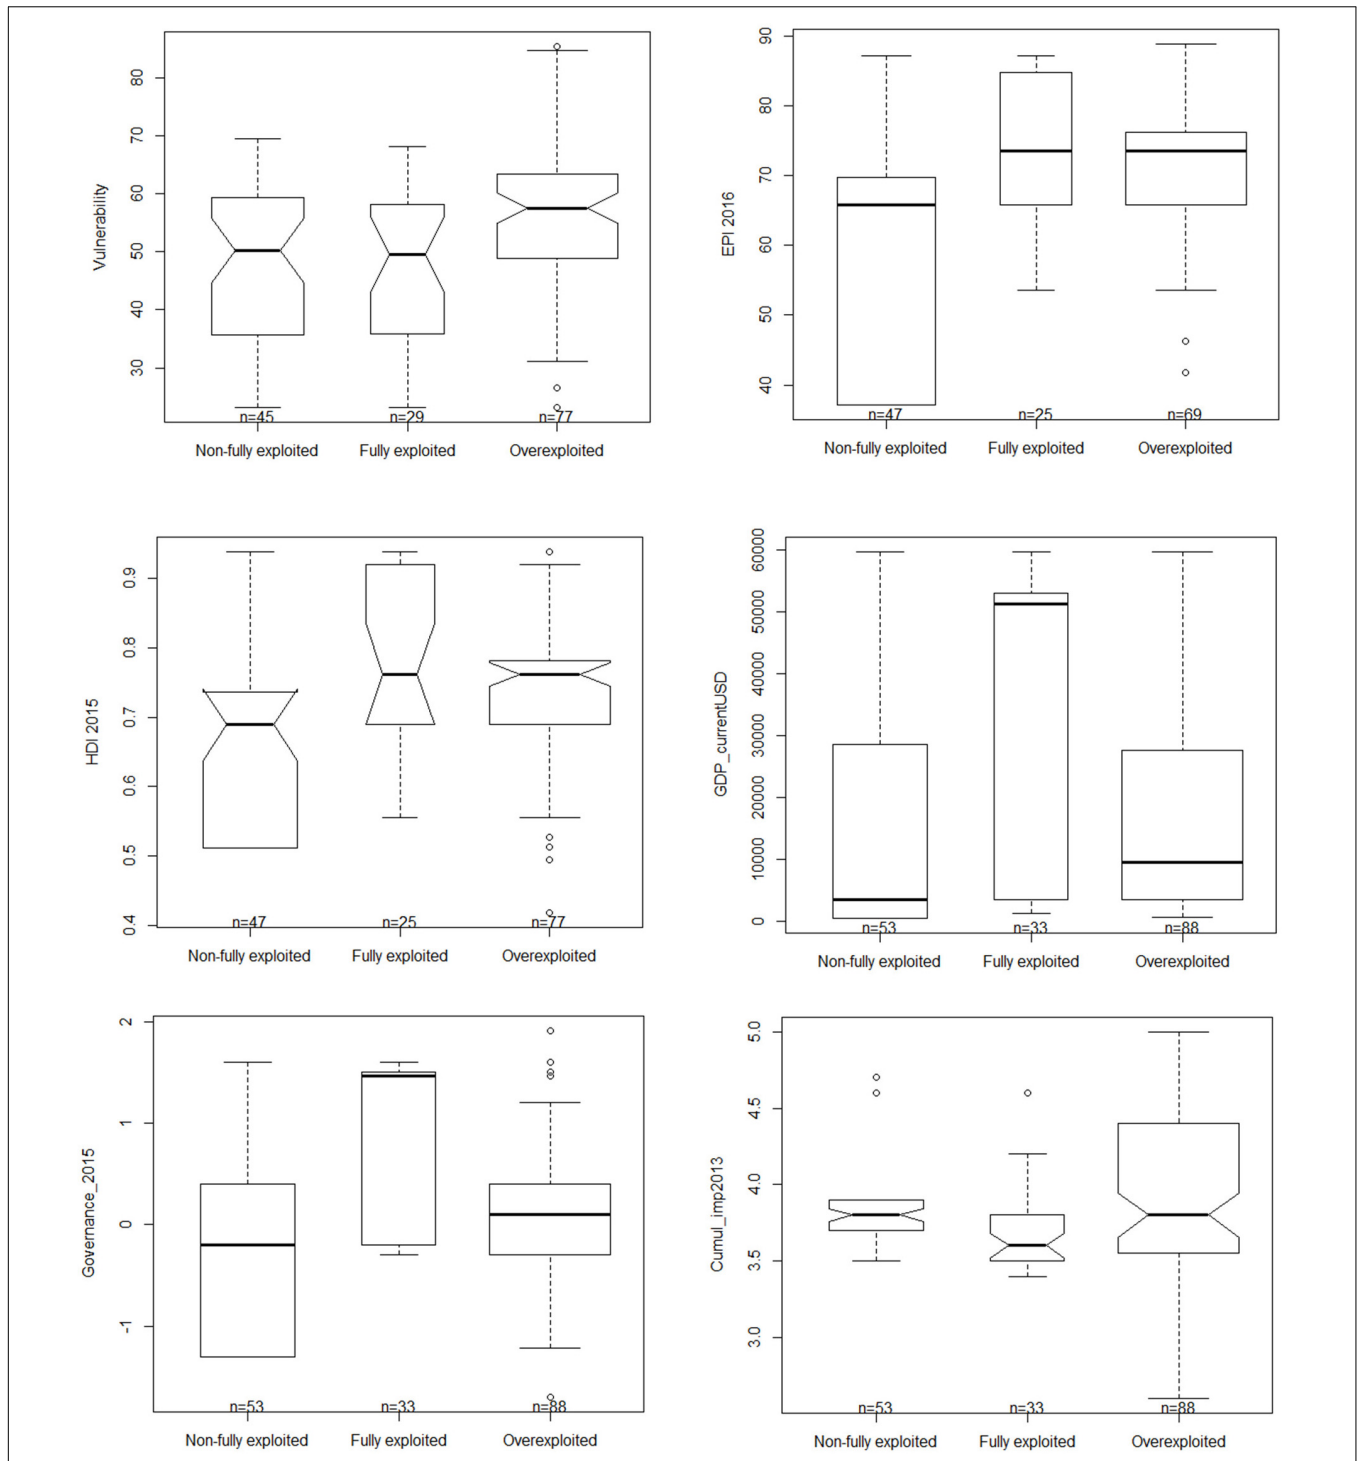 80
70
60
50
40
30
Vulnerability
n=45 n=29 n=77
Non-fully exploited Fully exploited Overexploited
90
80
70
60
50
40
EPI 2016
n=47 n=25 n=69
Non-fully exploited Fully exploited Overexploited
0.9
0.8
0.7
0.6
0.5
0.4
HDI 2015
n=47 n=25 n=77
Non-fully exploited Fully exploited Overexploited
60000
50000
40000
30000
20000
10000
0
GDP_currentUSD
n=53 n=33 n=88
Non-fully exploited Fully exploited Overexploited
2
1
0
-1
Governance_2015
n=53 n=33 n=88
Non-fully exploited Fully exploited Overexploited
5.0
4.5
4.0
3.5
3.0
Cumul_imp2013
n=53 n=33 n=88
Non-fully exploited Fully exploited Overexploited